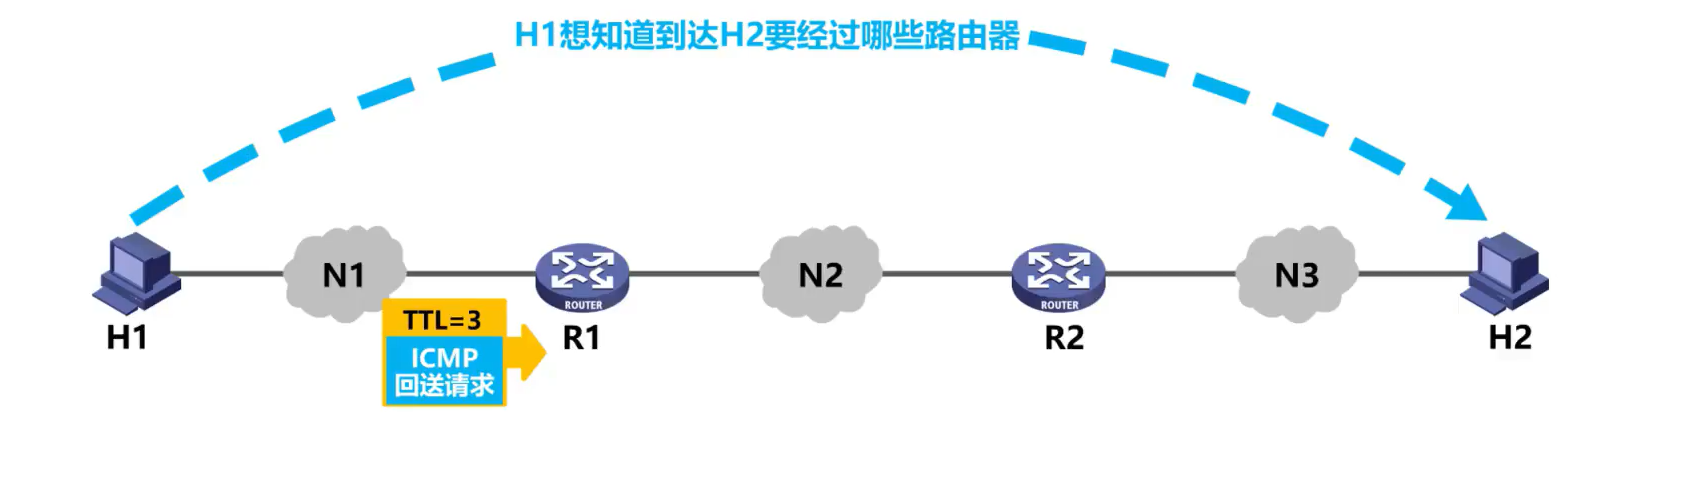 H1想知道到达H2要经过哪些路由器
N1
N2
N3
ROUTER
ROUTER
H1
R1
R2
H2
TTL=3
ICMP
回送请求